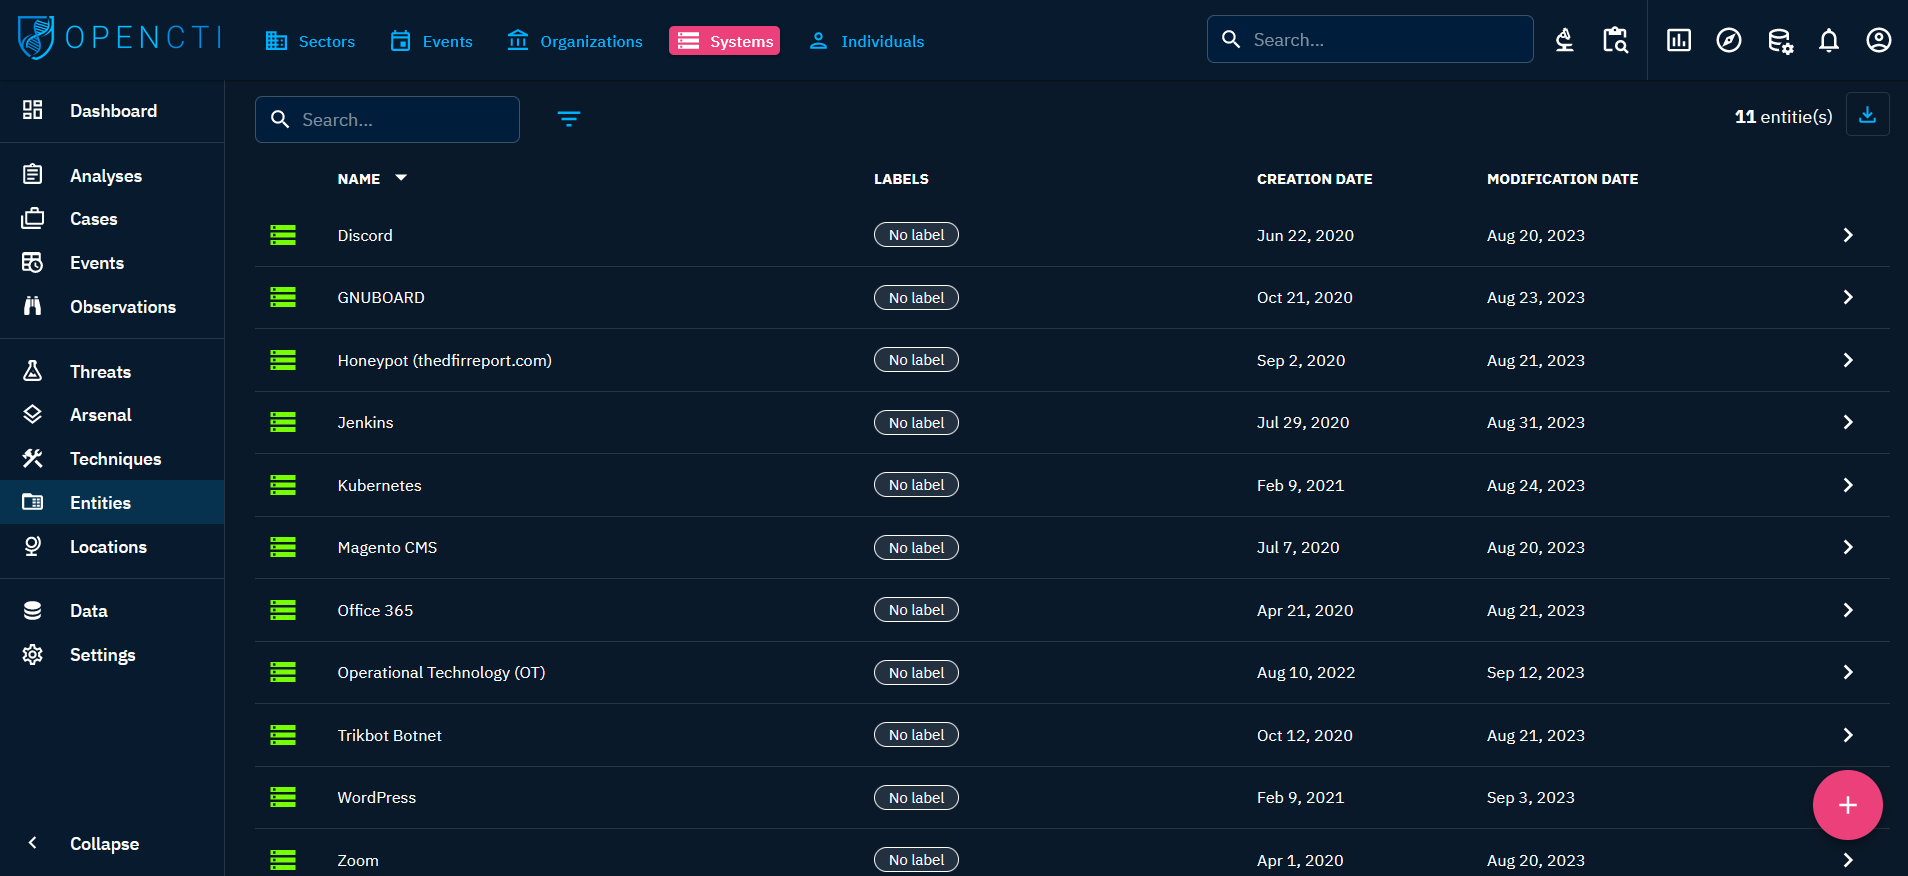 OPENCTI
Sectors
Events
Organizations
Systems
Individuals
Search...
Dashboard
Analyses
Cases
Events
Observations
Threats
Arsenal
Techniques
Entities
Locations
Data
Settings
Collapse
Search...
11 entitie(s)
NAME LABELS CREATION DATE MODIFICATION DATE
Discord No label Jun 22, 2020 Aug 20, 2023
GNUBOARD No label Oct 21, 2020 Aug 23, 2023
Honeypot (thedfirreport.com) No label Sep 2, 2020 Aug 21, 2023
Jenkins No label Jul 29, 2020 Aug 31, 2023
Kubernetes No label Feb 9, 2021 Aug 24, 2023
Magento CMS No label Jul 7, 2020 Aug 20, 2023
Office 365 No label Apr 21, 2020 Aug 21, 2023
Operational Technology (OT) No label Aug 10, 2022 Sep 12, 2023
Trikbot Botnet No label Oct 12, 2020 Aug 21, 2023
WordPress No label Feb 9, 2021 Sep 3, 2023
Zoom No label Apr 1, 2020 Aug 20, 2023